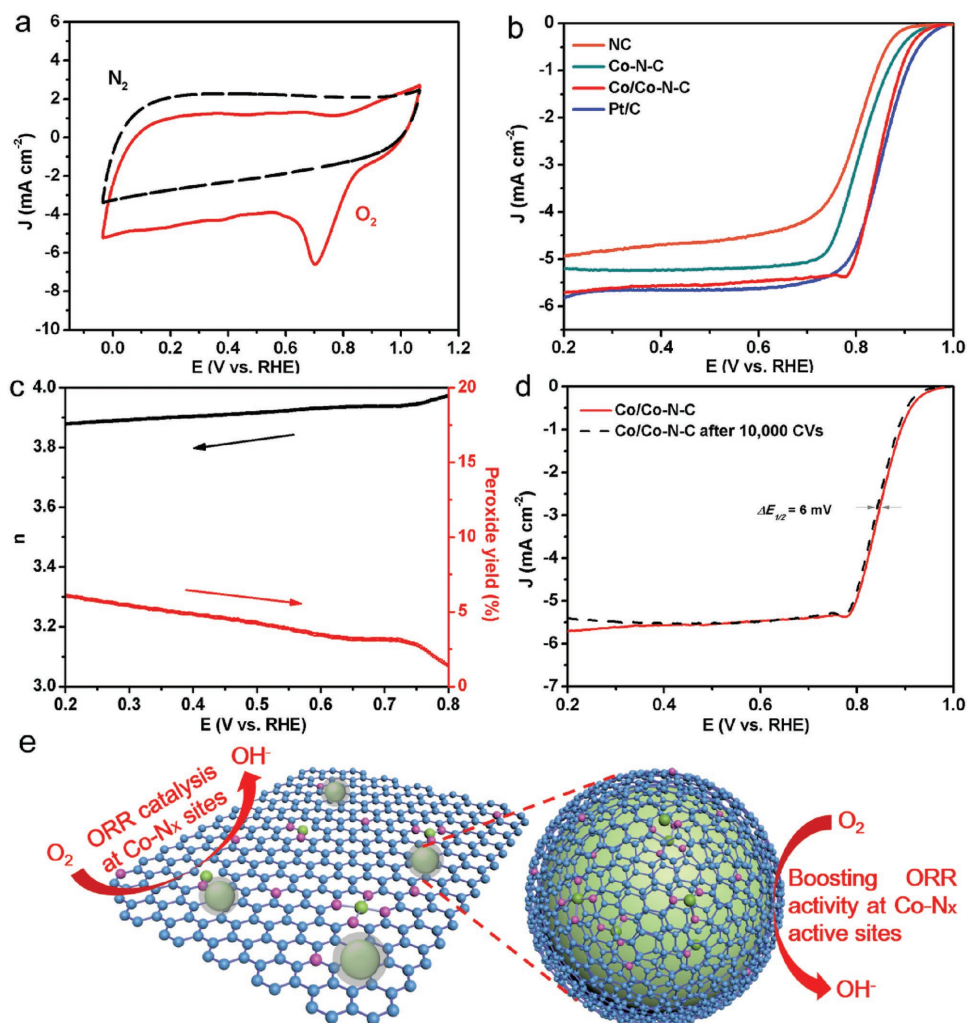 a
6
4
2
0
-2
-4
-6
-8
-10
J (mA cm⁻²)
N₂
O₂
0.0 0.2 0.4 0.6 0.8 1.0 1.2
E (V vs. RHE)
b
0
-1
-2
-3
-4
-5
-6
J (mA cm⁻²)
NC
Co-N-C
Co/Co-N-C
Pt/C
0.2 0.4 0.6 0.8 1.0
E (V vs. RHE)
c
4.0
3.8
3.6
3.4
3.2
3.0
n
20
15
10
5
0
Peroxide yield (%)
0.2 0.3 0.4 0.5 0.6 0.7 0.8
E (V vs. RHE)
d
0
-1
-2
-3
-4
-5
-6
-7
J (mA cm⁻²)
Co/Co-N-C
Co/Co-N-C after 10,000 CVs
ΔE₁/₂ = 6 mV
0.2 0.4 0.6 0.8 1.0
E (V vs. RHE)
e
OH⁻
ORR catalysis
at Co-Nx sites
O₂
O₂
Boosting ORR
activity at Co-Nx
active sites
OH⁻